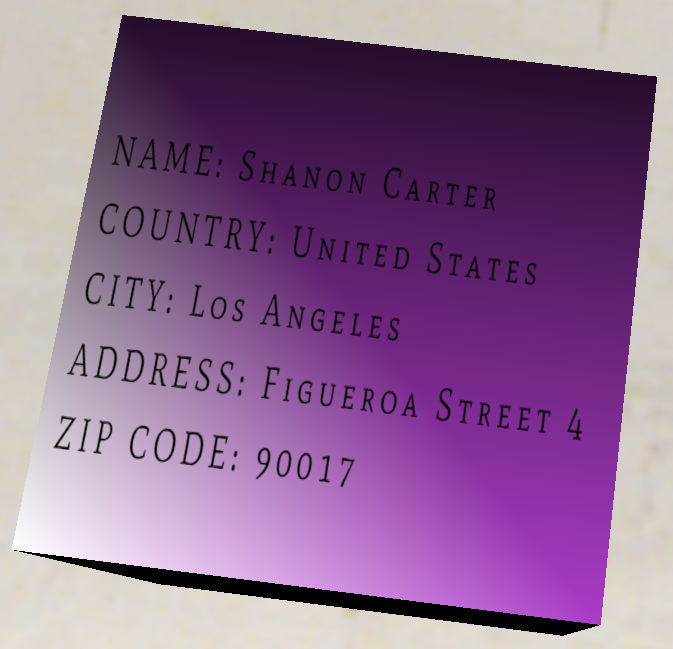 NAME: Shanon Carter
COUNTRY: United States
CITY: Los Angeles
ADDRESS: Figueroa Street 4
ZIP CODE: 90017